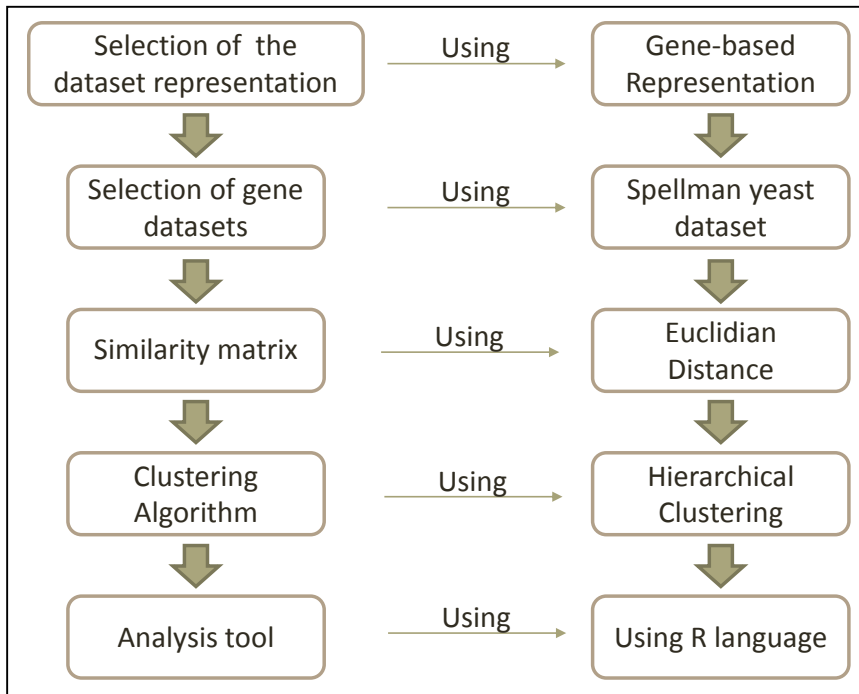 Selection of the
dataset representation
Using
Gene-based
Representation
Selection of gene
datasets
Using
Spellman yeast
dataset
Similarity matrix
Using
Euclidian
Distance
Clustering
Algorithm
Using
Hierarchical
Clustering
Analysis tool
Using
Using R language